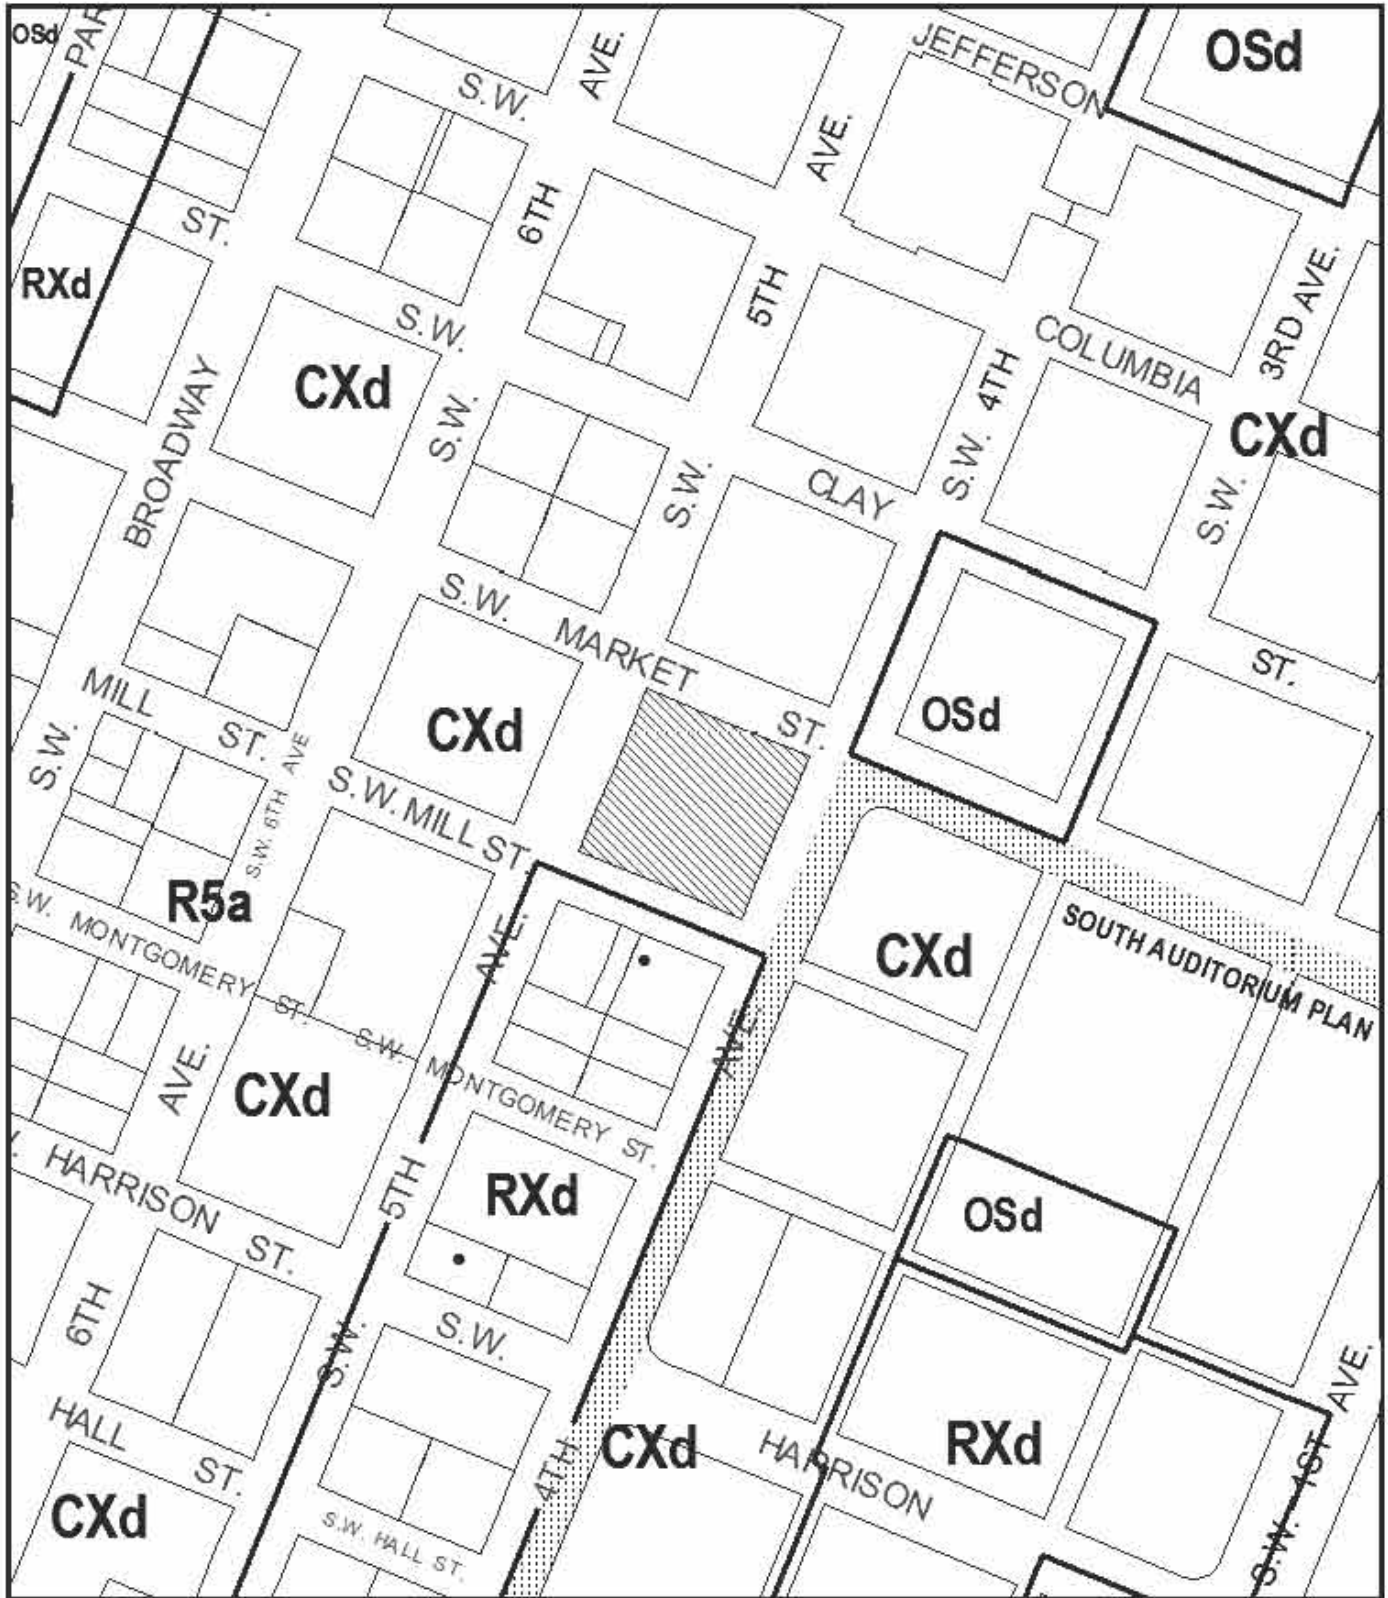 OSd
PAR
JEFFERSON
OSd
S.W.
AVE.
AVE.
ST.
6TH
RXd
5TH
3RD AVE.
S.W.
COLUMBIA
CXd
S.W. 4TH
CXd
BROADWAY
S.W.
S.W.
CLAY
S.W.
S.W. MARKET ST.
ST.
MILL ST.
OSd
CXd
S.W.
S.W. 6TH AVE
S.W. MILL ST.
R5a
S.W. MONTGOMERY ST.
AVE.
CXd
SOUTH AUDITORIUM PLAN
S.W. MONTGOMERY ST.
AVE.
AVE.
CXd
HARRISON ST.
5TH
RXd
OSd
6TH
S.W.
S.W.
AVE.
HALL ST.
CXd
HARRISON
RXd
4TH
S.W. 1ST
CXd
S.W. HALL ST.